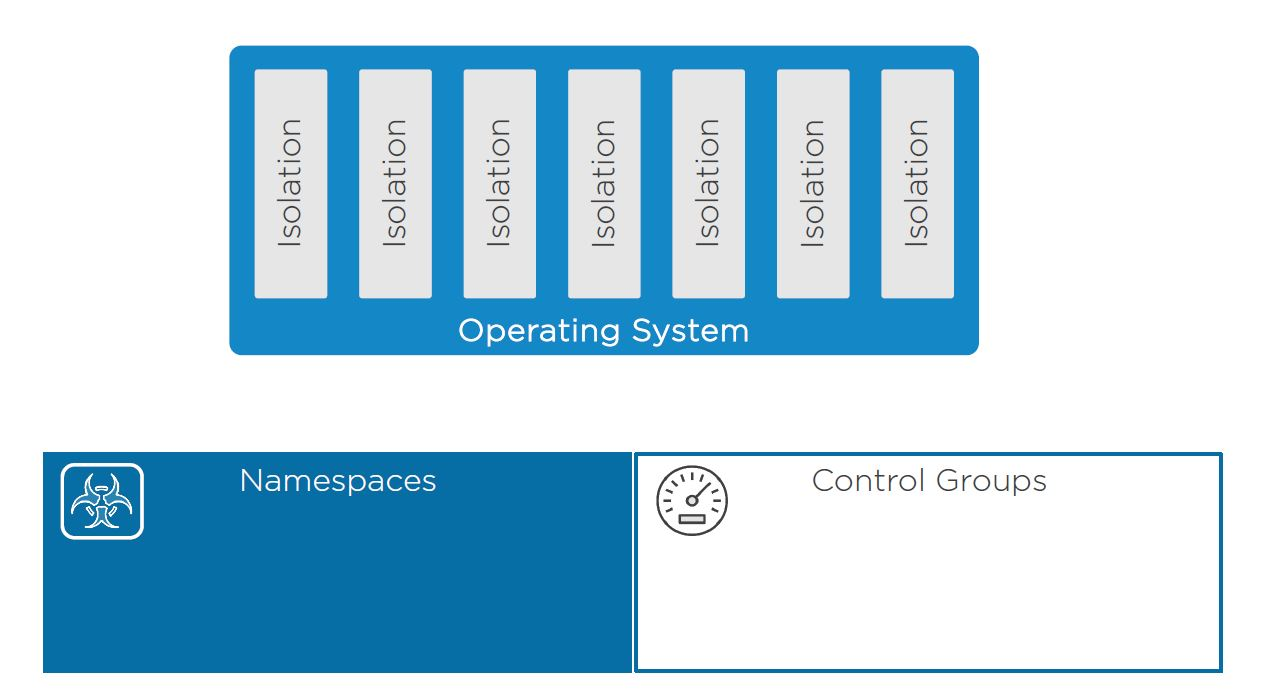 Isolation
Isolation
Isolation
Isolation
Isolation
Isolation
Isolation
Operating System
Namespaces
Control Groups